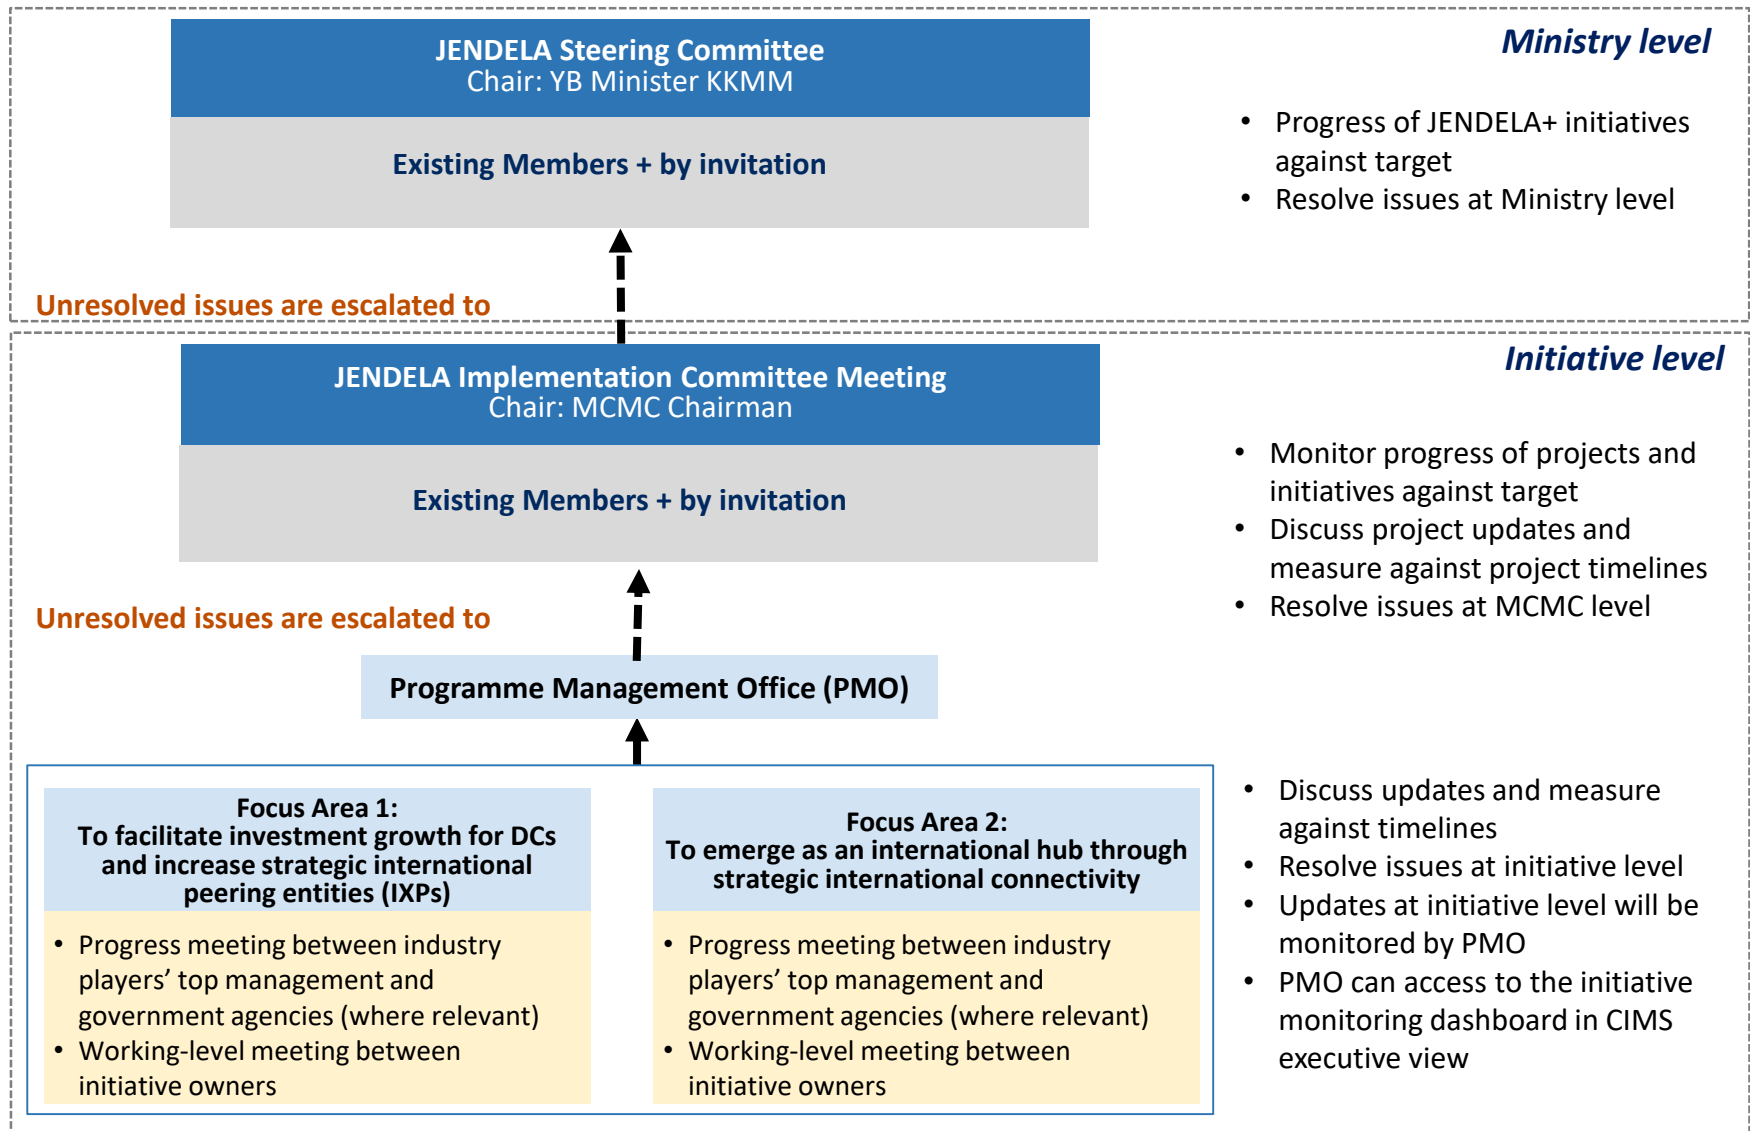 JENDELA Steering Committee
Chair: YB Minister KKMM
Existing Members + by invitation
Ministry level
• Progress of JENDELA+ initiatives
against target
• Resolve issues at Ministry level
Unresolved issues are escalated to
JENDELA Implementation Committee Meeting
Chair: MCMC Chairman
Existing Members + by invitation
Initiative level
• Monitor progress of projects and
initiatives against target
• Discuss project updates and
measure against project timelines
• Resolve issues at MCMC level
Unresolved issues are escalated to
Programme Management Office (PMO)
Focus Area 1:
To facilitate investment growth for DCs
and increase strategic international
peering entities (IXPs)
• Progress meeting between industry
players’ top management and
government agencies (where relevant)
• Working-level meeting between
initiative owners
Focus Area 2:
To emerge as an international hub through
strategic international connectivity
• Progress meeting between industry
players’ top management and
government agencies (where relevant)
• Working-level meeting between
initiative owners
• Discuss updates and measure
against timelines
• Resolve issues at initiative level
• Updates at initiative level will be
monitored by PMO
• PMO can access to the initiative
monitoring dashboard in CIMS
executive view